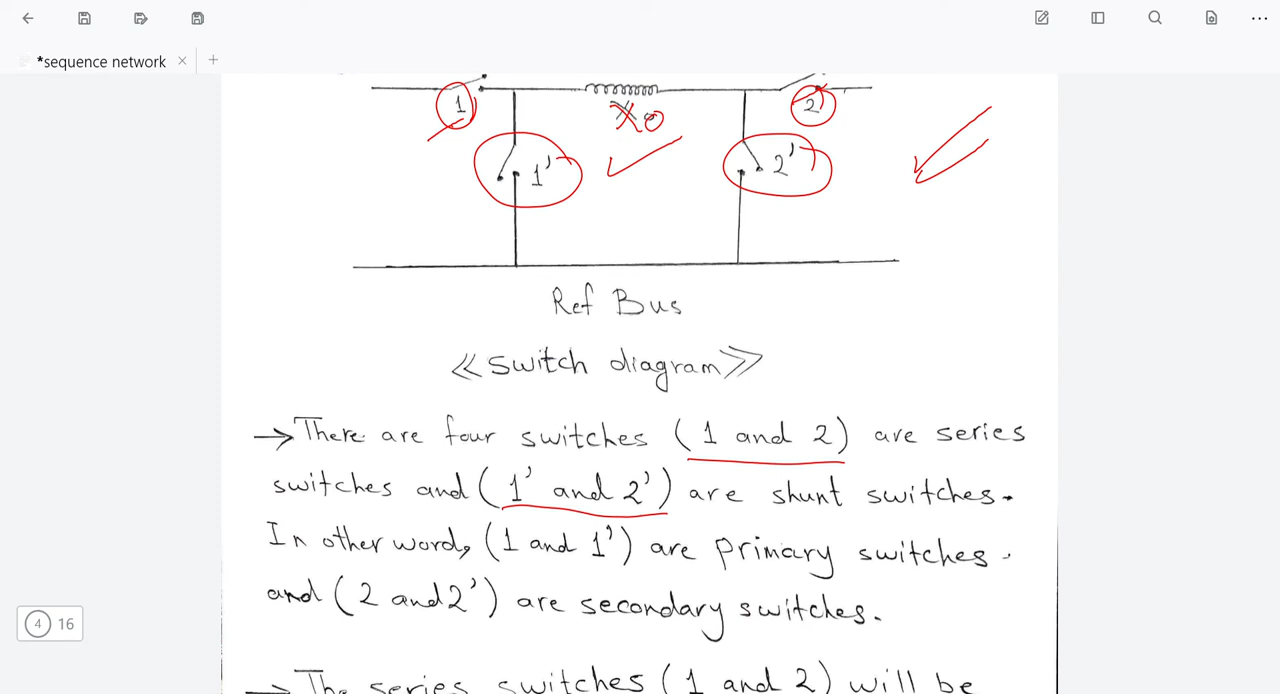 *sequence network
1
X0
2
1'
2'
Ref Bus
<<Switch diagram>>
→ There are four switches (1 and 2) are series
switches and (1' and 2') are shunt switches.
In other word, (1 and 1') are primary switches.
and (2 and 2') are secondary switches.
→ The series switches (1 and 2) will be
4 16